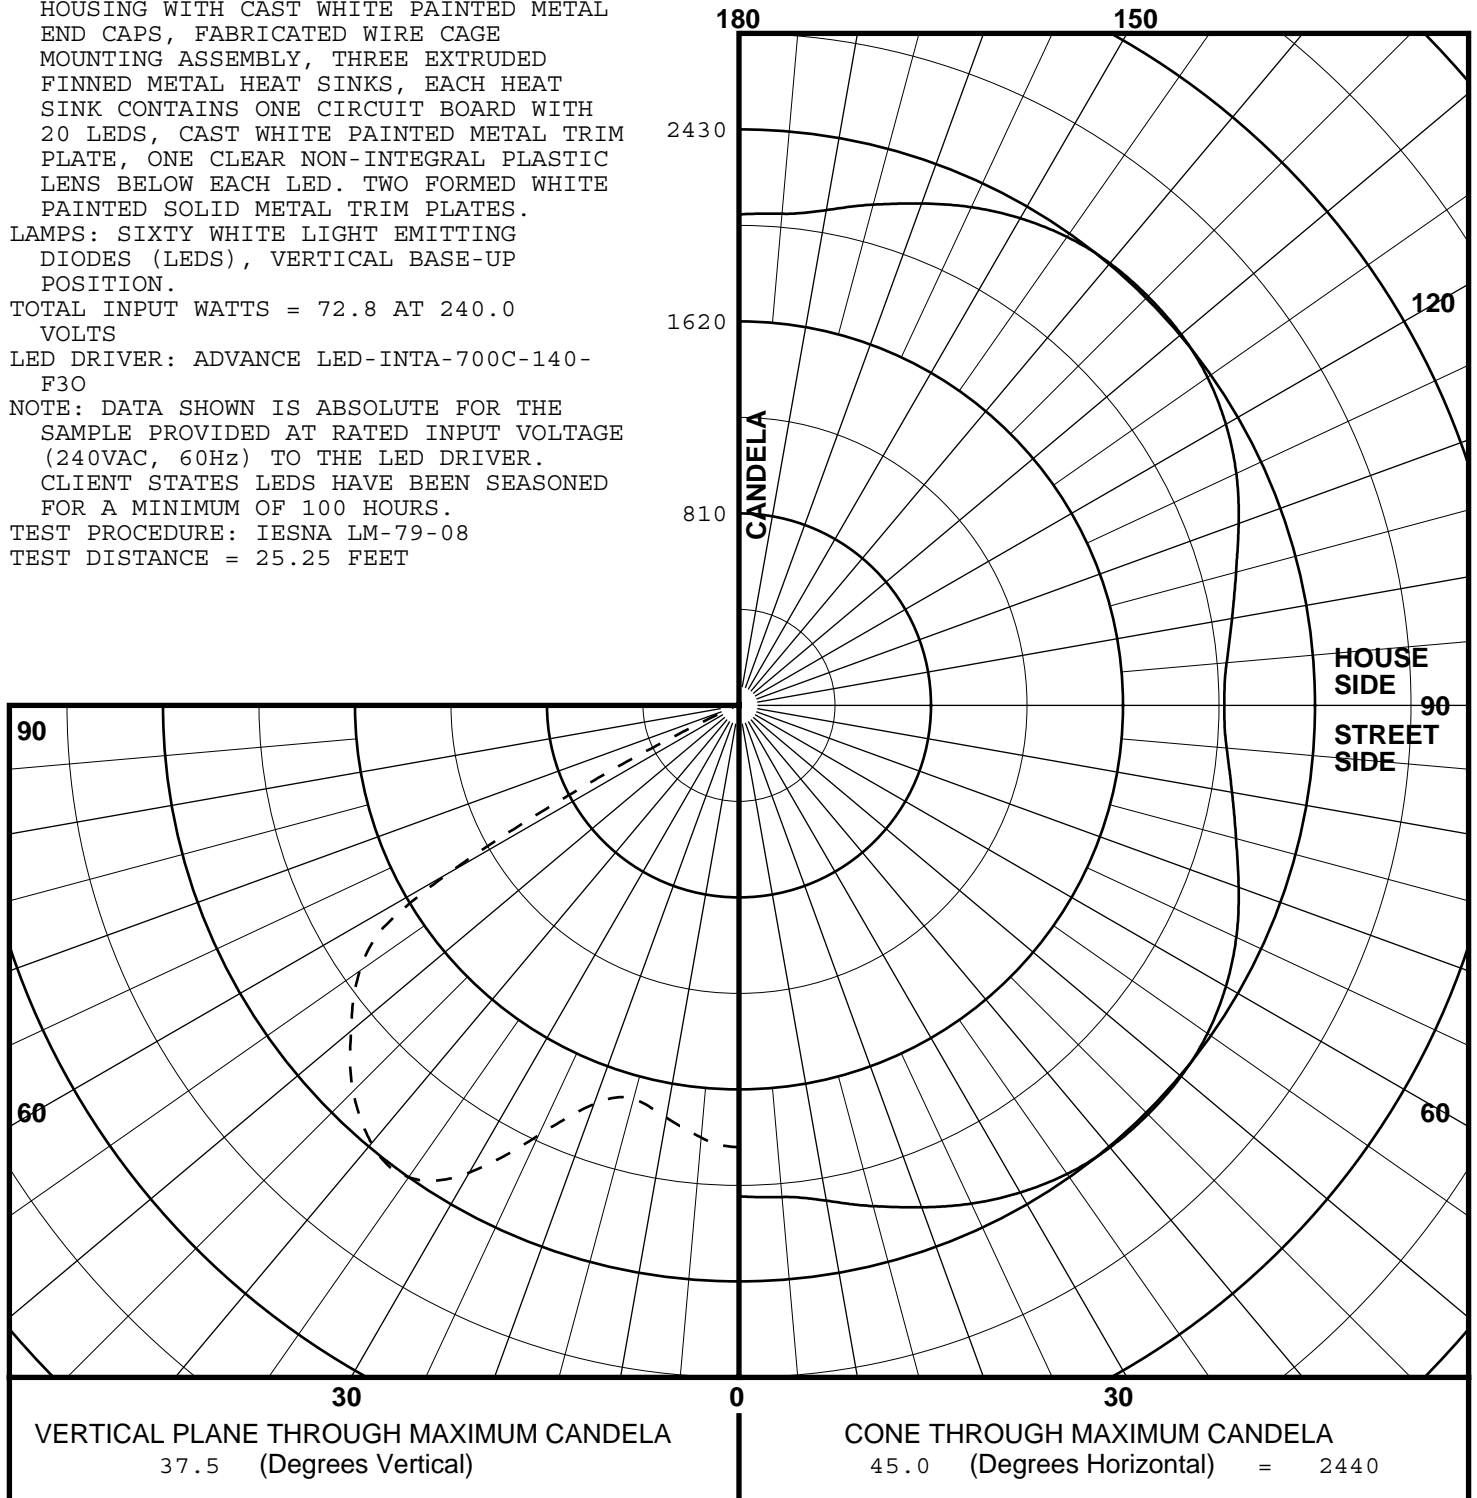 HOUSING WITH CAST WHITE PAINTED METAL
END CAPS, FABRICATED WIRE CAGE
MOUNTING ASSEMBLY, THREE EXTRUDED
FINNED METAL HEAT SINKS, EACH HEAT
SINK CONTAINS ONE CIRCUIT BOARD WITH
20 LEDS, CAST WHITE PAINTED METAL TRIM
PLATE, ONE CLEAR NON-INTEGRAL PLASTIC
LENS BELOW EACH LED. TWO FORMED WHITE
PAINTED SOLID METAL TRIM PLATES.
LAMPS: SIXTY WHITE LIGHT EMITTING
DIODES (LEDS), VERTICAL BASE-UP
POSITION.
TOTAL INPUT WATTS = 72.8 AT 240.0
VOLTS
LED DRIVER: ADVANCE LED-INTA-700C-140-
F3O
NOTE: DATA SHOWN IS ABSOLUTE FOR THE
SAMPLE PROVIDED AT RATED INPUT VOLTAGE
(240VAC, 60Hz) TO THE LED DRIVER.
CLIENT STATES LEDS HAVE BEEN SEASONED
FOR A MINIMUM OF 100 HOURS.
TEST PROCEDURE: IESNA LM-79-08
TEST DISTANCE = 25.25 FEET
180
150
2430
120
1620
CANDELA
810
HOUSE
SIDE
90
90
STREET
SIDE
60
60
30
0
30
VERTICAL PLANE THROUGH MAXIMUM CANDELA
37.5 (Degrees Vertical)
CONE THROUGH MAXIMUM CANDELA
45.0 (Degrees Horizontal) = 2440